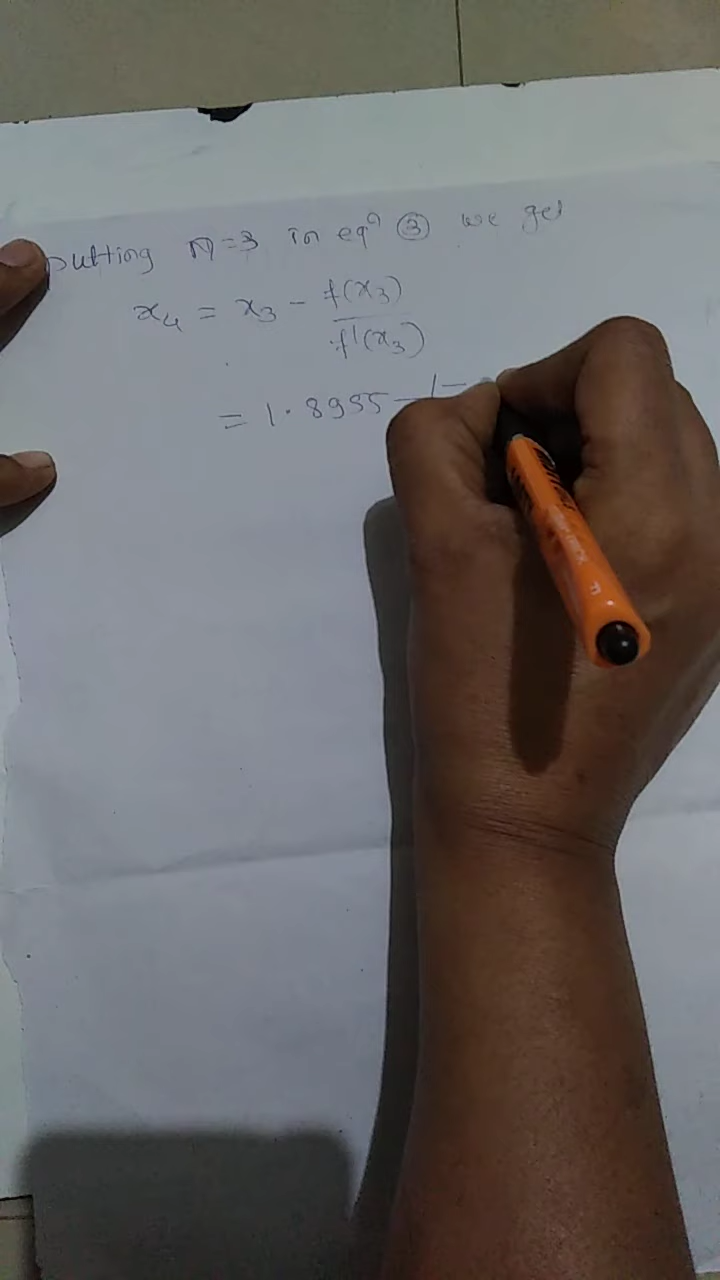 putting n=3 in eqⁿ ③ we get
x₄ = x₃ - f(x₃)
f'(x₃)
= 1.8955 -